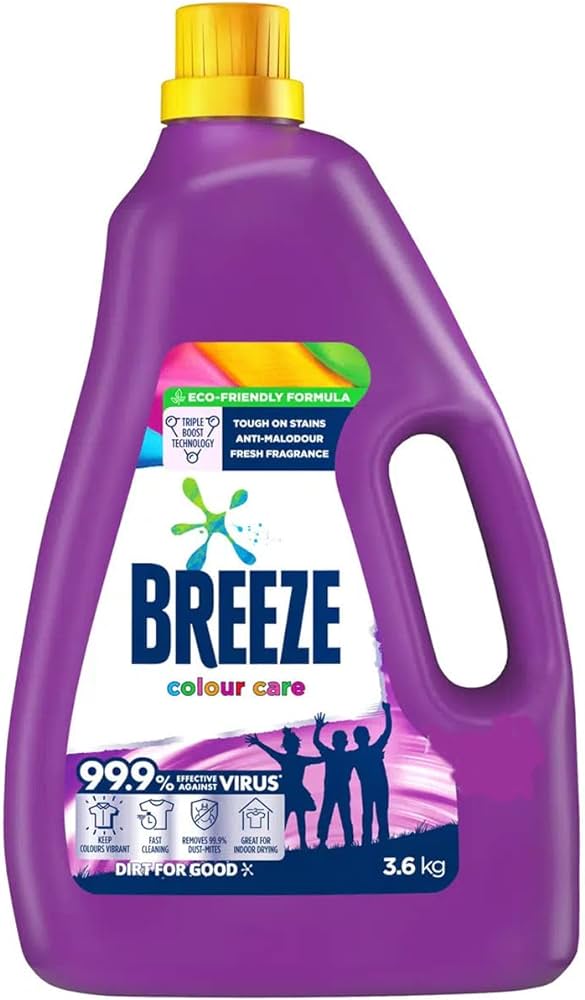 ECO-FRIENDLY FORMULA
TRIPLE
BOOST
TECHNOLOGY
TOUGH ON STAINS
ANTI-MALODOUR
FRESH FRAGRANCE
BREEZE
colour care
99.9% EFFECTIVE AGAINST VIRUS*
KEEP
COLOURS VIBRANT
FAST
CLEANING
REMOVES 99.9%
DUST-MITES
GREAT FOR
INDOOR DRYING
DIRT FOR GOOD
3.6 kg